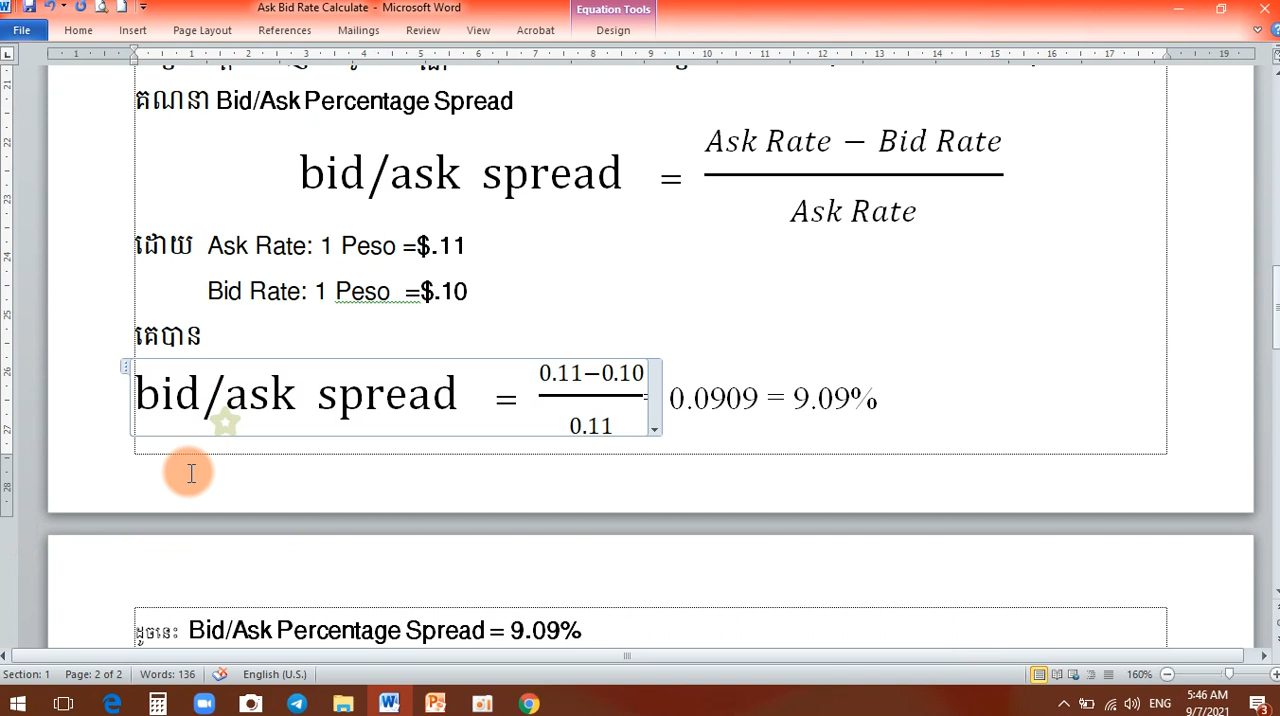 Ask Bid Rate Calculate - Microsoft Word
Equation Tools
File Home Insert Page Layout References Mailings Review View Acrobat Design
គណនា Bid/Ask Percentage Spread
bid/ask spread = Ask Rate − Bid Rate
Ask Rate
ដោយ Ask Rate: 1 Peso =$.11
Bid Rate: 1 Peso =$.10
គេបាន
bid/ask spread = 0.11−0.10 = 0.0909 = 9.09%
0.11
ដូចនេះ Bid/Ask Percentage Spread = 9.09%
Section: 1 Page: 2 of 2 Words: 136 English (U.S.) 160%
5:46 AM
ENG
9/7/2021
3